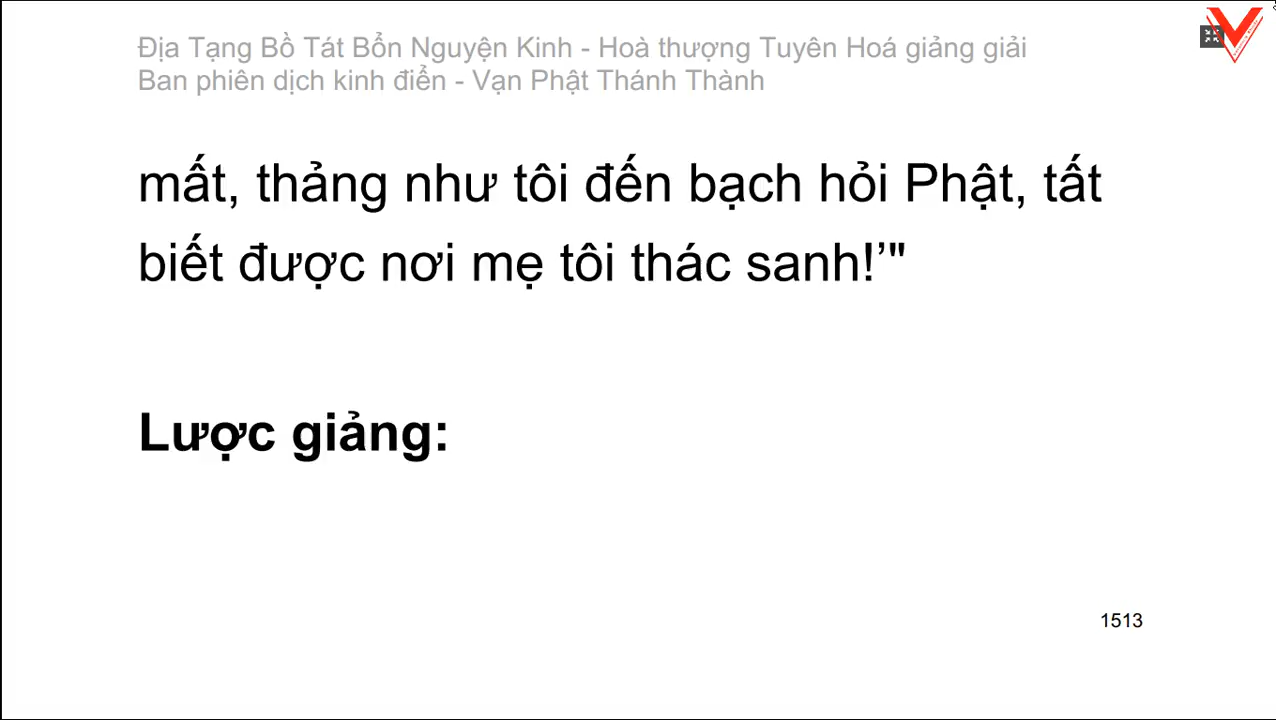 Địa Tạng Bồ Tát Bổn Nguyện Kinh - Hoà thượng Tuyên Hoá giảng giải
Ban phiên dịch kinh điển - Vạn Phật Thánh Thành
mất, thảng như tôi đến bạch hỏi Phật, tất
biết được nơi mẹ tôi thác sanh!’"
Lược giảng:
1513